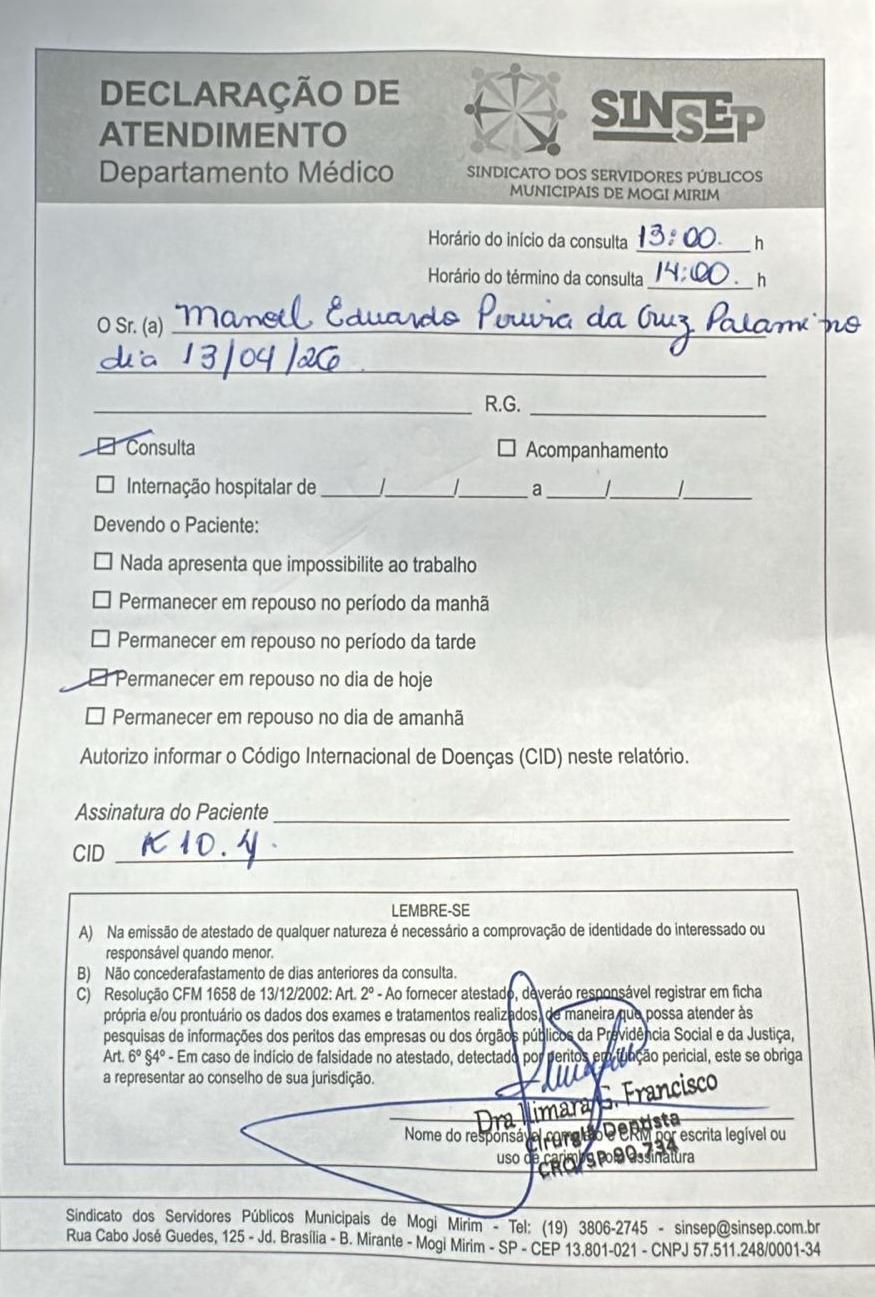 DECLARAÇÃO DE
ATENDIMENTO
Departamento Médico
SINSEP
SINDICATO DOS SERVIDORES PÚBLICOS
MUNICIPAIS DE MOGI MIRIM
Horário do início da consulta 13:00. h
Horário do término da consulta 14:00. h
O Sr. (a) Manoel Eduardo Pereira da Cruz Palamino
dia 13/04/26
R.G.
Consulta
Acompanhamento
Internação hospitalar de / / a / /
Devendo o Paciente:
Nada apresenta que impossibilite ao trabalho
Permanecer em repouso no período da manhã
Permanecer em repouso no período da tarde
Permanecer em repouso no dia de hoje
Permanecer em repouso no dia de amanhã
Autorizo informar o Código Internacional de Doenças (CID) neste relatório.
Assinatura do Paciente
CID K10.4.
LEMBRE-SE
A) Na emissão de atestado de qualquer natureza é necessário a comprovação de identidade do interessado ou
responsável quando menor.
B) Não concederafastamento de dias anteriores da consulta.
C) Resolução CFM 1658 de 13/12/2002: Art. 2º - Ao fornecer atestado, deveráo responsável registrar em ficha
própria e/ou prontuário os dados dos exames e tratamentos realizados, de maneira que possa atender às
pesquisas de informações dos peritos das empresas ou dos órgãos públicos da Previdência Social e da Justiça,
Art. 6º §4º - Em caso de indício de falsidade no atestado, detectado por peritos em função pericial, este se obriga
a representar ao conselho de sua jurisdição.
Dra Ilimara G. Francisco
Cirurgião Dentista
CRO/SP 90.734
Nome do responsável e CRM por escrita legível ou
uso de carimbo assinatura
Sindicato dos Servidores Públicos Municipais de Mogi Mirim - Tel: (19) 3806-2745 - sinsep@sinsep.com.br
Rua Cabo José Guedes, 125 - Jd. Brasília - B. Mirante - Mogi Mirim - SP - CEP 13.801-021 - CNPJ 57.511.248/0001-34